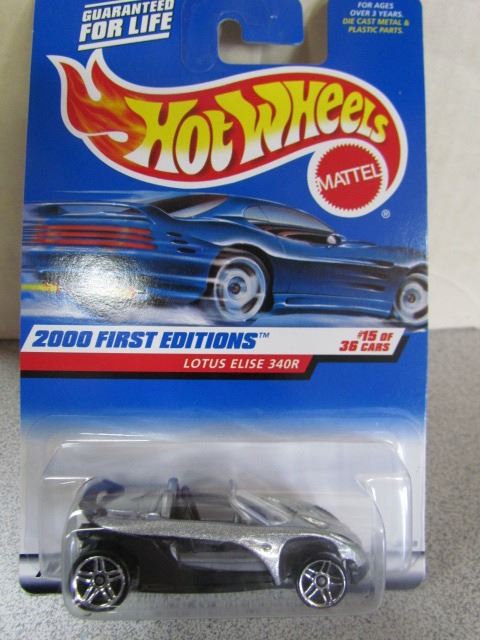 GUARANTEED
FOR LIFE
FOR AGES
OVER 3 YEARS.
DIE CAST METAL &
PLASTIC PARTS.
HOT WHEELS
MATTEL
®
2000 FIRST EDITIONS™
#15 OF
36 CARS
LOTUS ELISE 340R